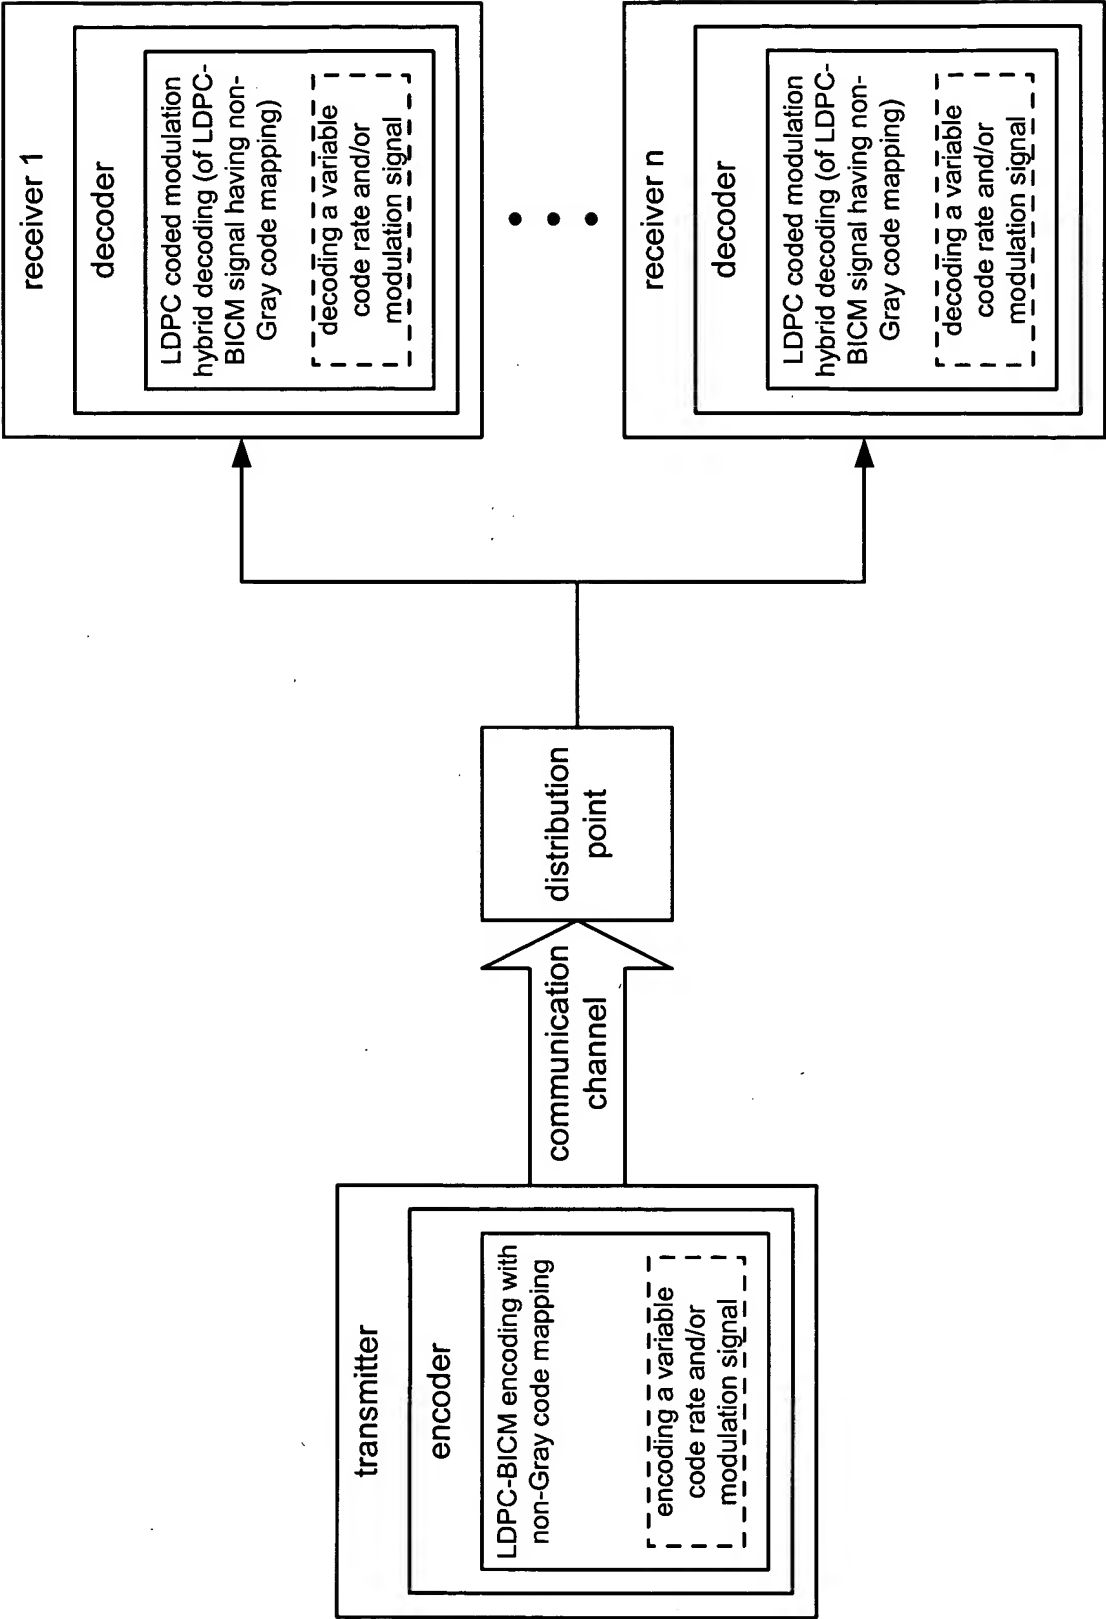 transmitter
encoder
LDPC-BICM encoding with
non-Gray code mapping
encoding a variable
code rate and/or
modulation signal
communication
channel
distribution
point
receiver 1
decoder
LDPC coded modulation
hybrid decoding (of LDPC-
BICM signal having non-
Gray code mapping)
decoding a variable
code rate and/or
modulation signal
receiver n
decoder
LDPC coded modulation
hybrid decoding (of LDPC-
BICM signal having non-
Gray code mapping)
decoding a variable
code rate and/or
modulation signal